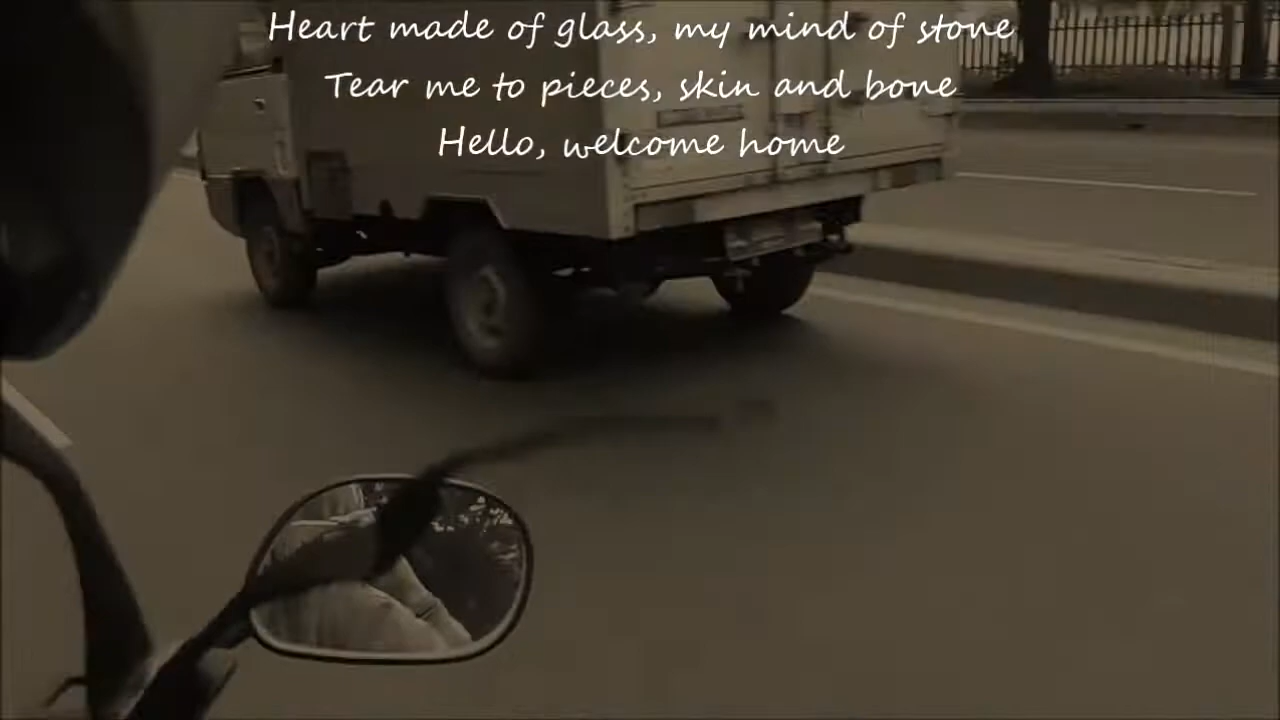 Heart made of glass, my mind of stone
Tear me to pieces, skin and bone
Hello, welcome home